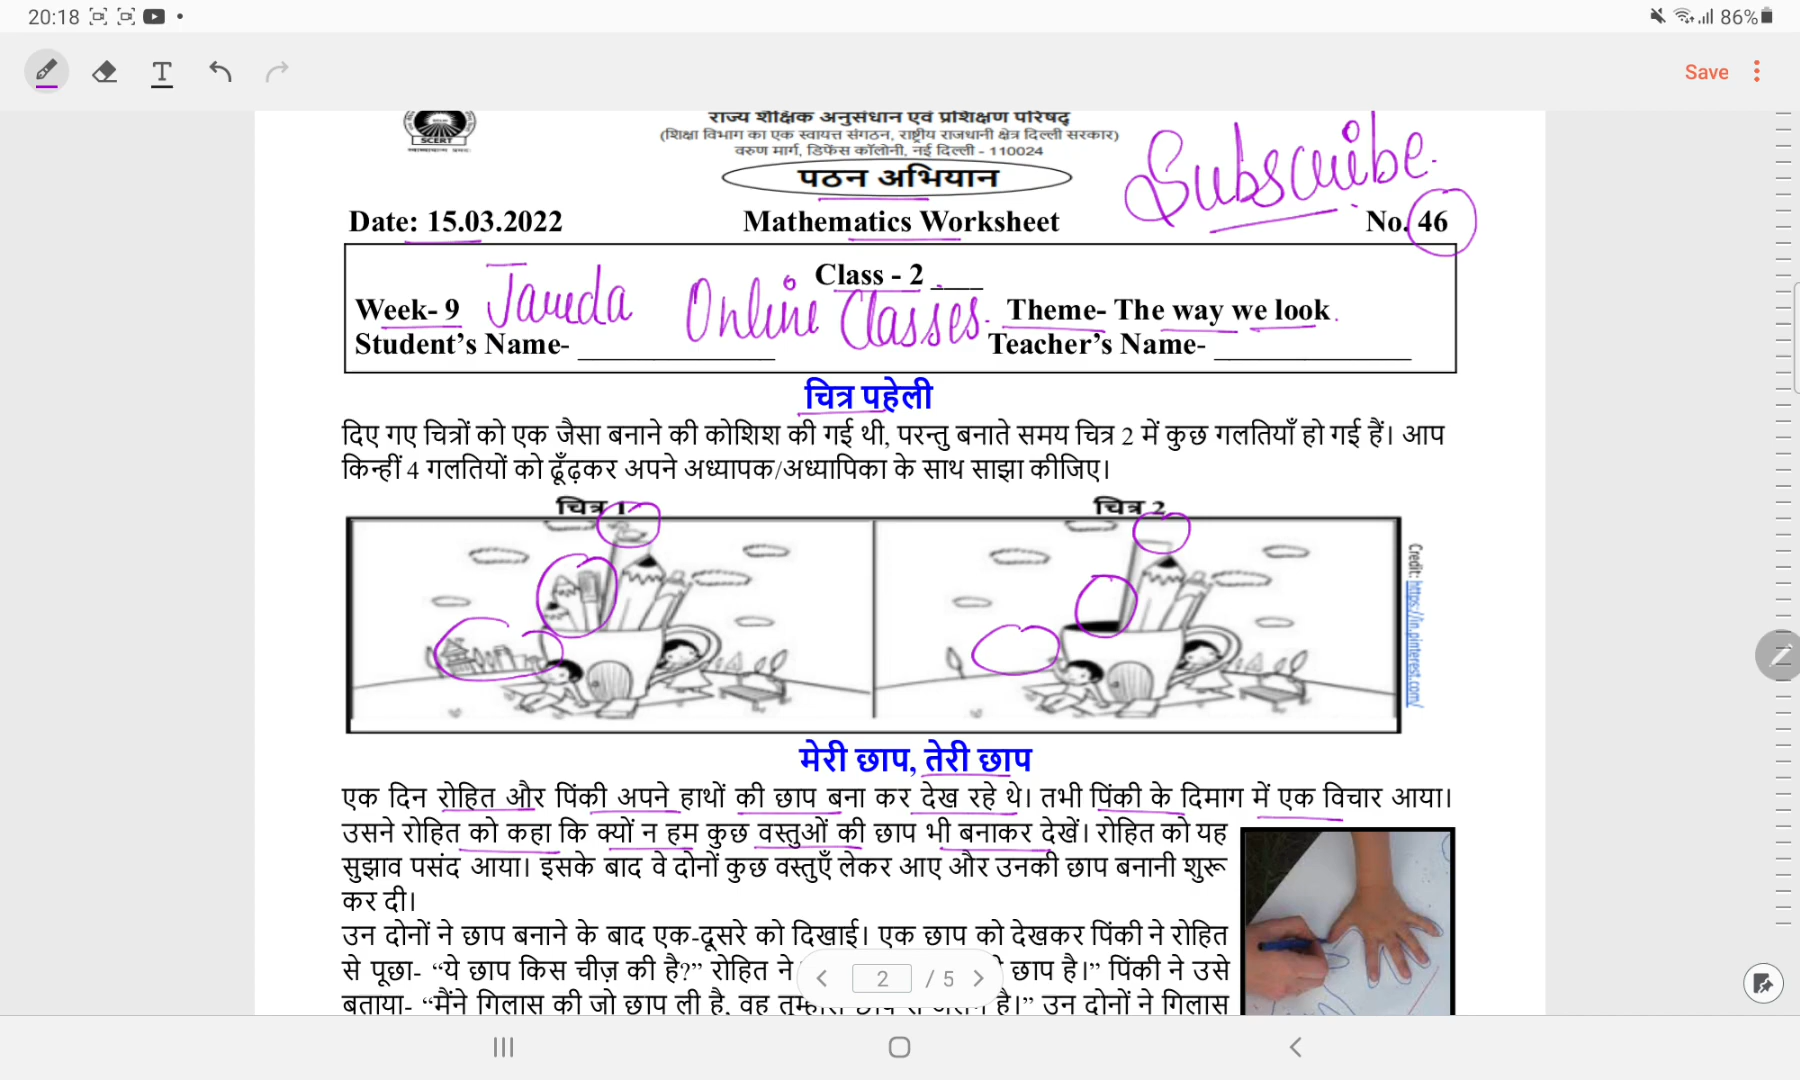 20:18
86%
T
Save
SCERT
राज्य शैक्षिक अनुसंधान एवं प्रशिक्षण परिषद्
(शिक्षा विभाग का एक स्वायत्त संगठन, राष्ट्रीय राजधानी क्षेत्र दिल्ली सरकार)
वरुण मार्ग, डिफेंस कॉलोनी, नई दिल्ली - 110024
पठन अभियान
Subscribe.
Date: 15.03.2022 Mathematics Worksheet No. 46
Class - 2 ____
Week- 9 Online Classes. Theme- The way we look.
Student’s Name- ______________ Teacher’s Name- ______________
चित्र पहेली
दिए गए चित्रों को एक जैसा बनाने की कोशिश की गई थी, परन्तु बनाते समय चित्र 2 में कुछ गलतियाँ हो गई हैं। आप
किन्हीं 4 गलतियों को ढूँढ़कर अपने अध्यापक/अध्यापिका के साथ साझा कीजिए।
चित्र 1 चित्र 2
Credit: https://in.pinterest.com/
मेरी छाप, तेरी छाप
एक दिन रोहित और पिंकी अपने हाथों की छाप बना कर देख रहे थे। तभी पिंकी के दिमाग में एक विचार आया।
उसने रोहित को कहा कि क्यों न हम कुछ वस्तुओं की छाप भी बनाकर देखें। रोहित को यह
सुझाव पसंद आया। इसके बाद वे दोनों कुछ वस्तुएँ लेकर आए और उनकी छाप बनानी शुरू
कर दी।
उन दोनों ने छाप बनाने के बाद एक-दूसरे को दिखाई। एक छाप को देखकर पिंकी ने रोहित
से पूछा- “ये छाप किस चीज़ की है?” रोहित ने छाप है।” पिंकी ने उसे
बताया- “मैंने गिलास की जो छाप ली है, वह है।” उन दोनों ने गिलास
2 / 5